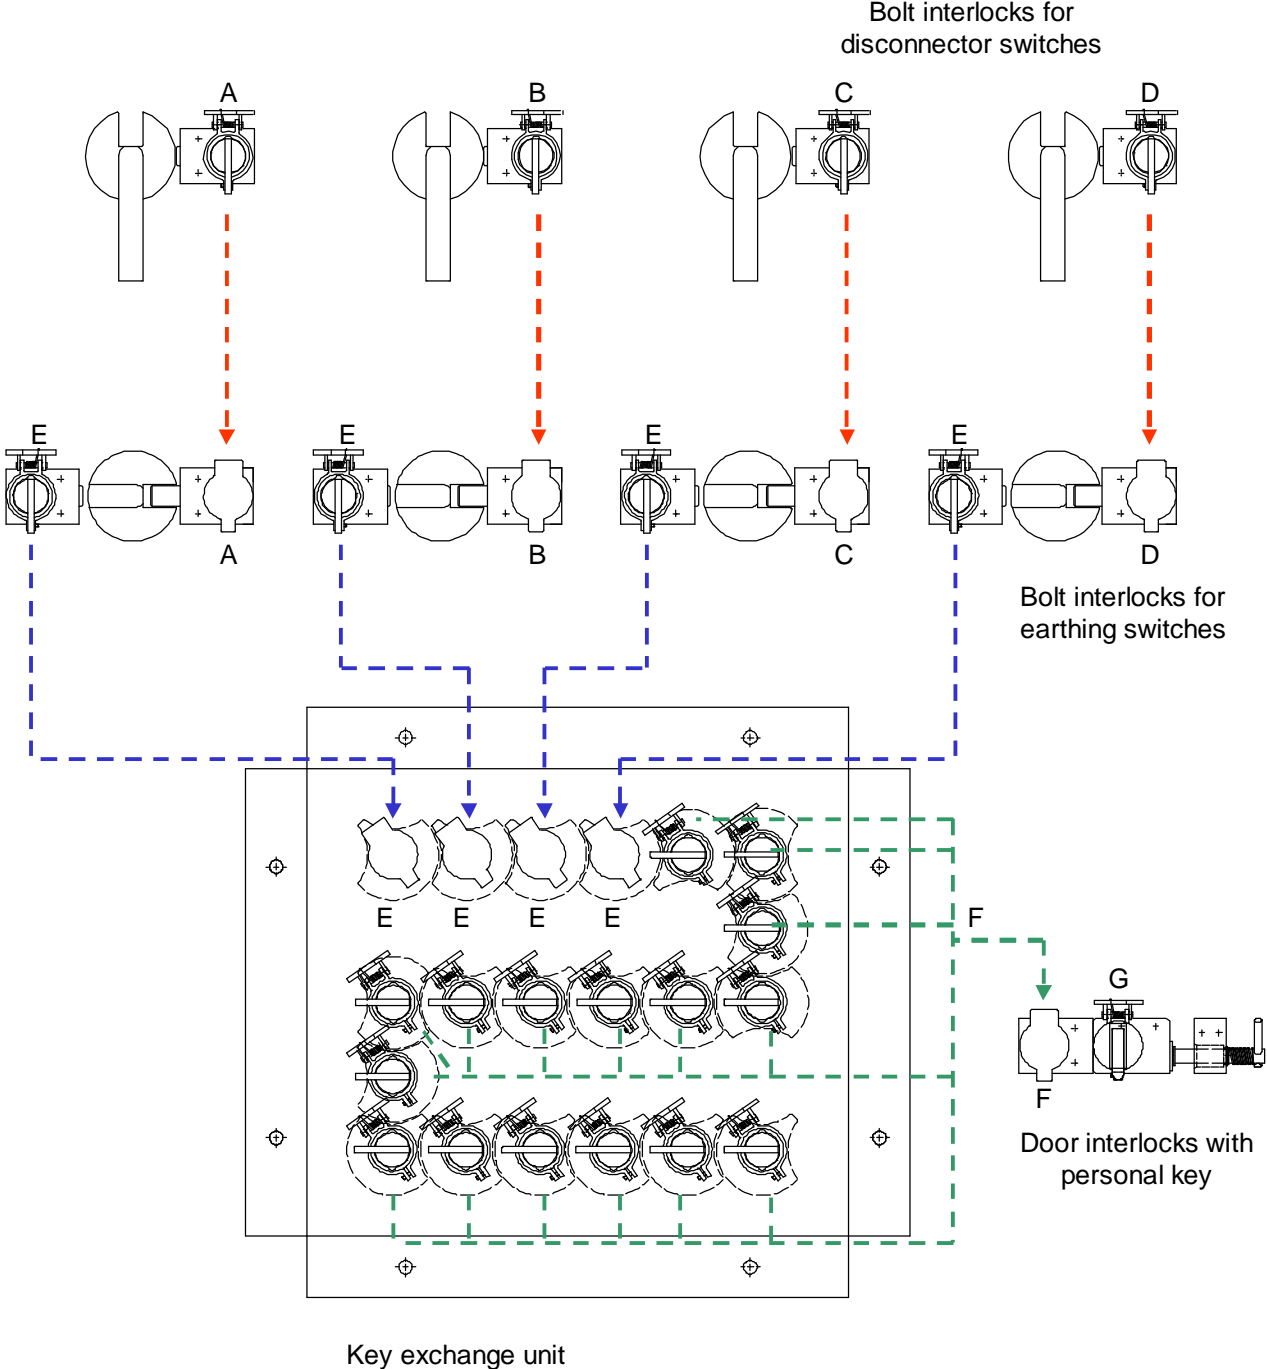 Bolt interlocks for
disconnector switches
A
B
C
D
E
E
E
E
A
B
C
D
Bolt interlocks for
earthing switches
E
E
E
E
F
G
F
Door interlocks with
personal key
Key exchange unit